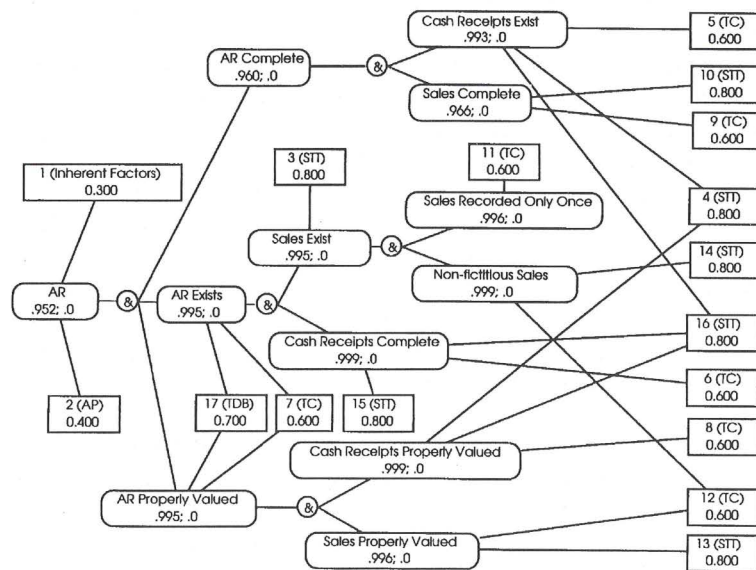 Cash Receipts Exist
.993; .0
5 (TC)
0.600
AR Complete
.960; .0
&
Sales Complete
.966; .0
10 (STT)
0.800
9 (TC)
0.600
1 (Inherent Factors)
0.300
3 (STT)
0.800
11 (TC)
0.600
4 (STT)
0.800
Sales Recorded Only Once
.996; .0
Sales Exist
.995; .0
&
14 (STT)
0.800
AR
.952; .0
&
AR Exists
.995; .0
&
Non-fictitious Sales
.999; .0
16 (STT)
0.800
Cash Receipts Complete
.999; .0
6 (TC)
0.600
2 (AP)
0.400
17 (TDB)
0.700
7 (TC)
0.600
15 (STT)
0.800
8 (TC)
0.600
Cash Receipts Properly Valued
.999; .0
AR Properly Valued
.995; .0
&
12 (TC)
0.600
Sales Properly Valued
.996; .0
13 (STT)
0.800